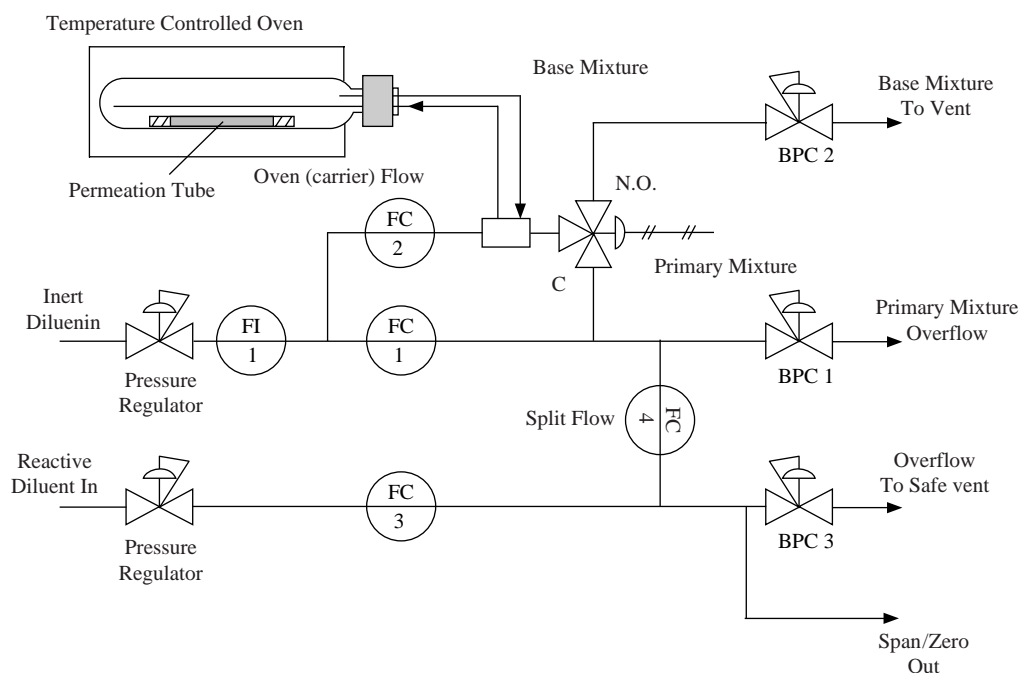 Temperature Controlled Oven
Base Mixture
Base Mixture
To Vent
BPC 2
Permeation Tube
Oven (carrier) Flow
N.O.
FC
2
C
Primary Mixture
Inert
Diluenin
FI
1
FC
1
Primary Mixture
Overflow
BPC 1
Pressure
Regulator
Split Flow
FC
4
Reactive
Diluent In
FC
3
Overflow
To Safe vent
BPC 3
Pressure
Regulator
Span/Zero
Out